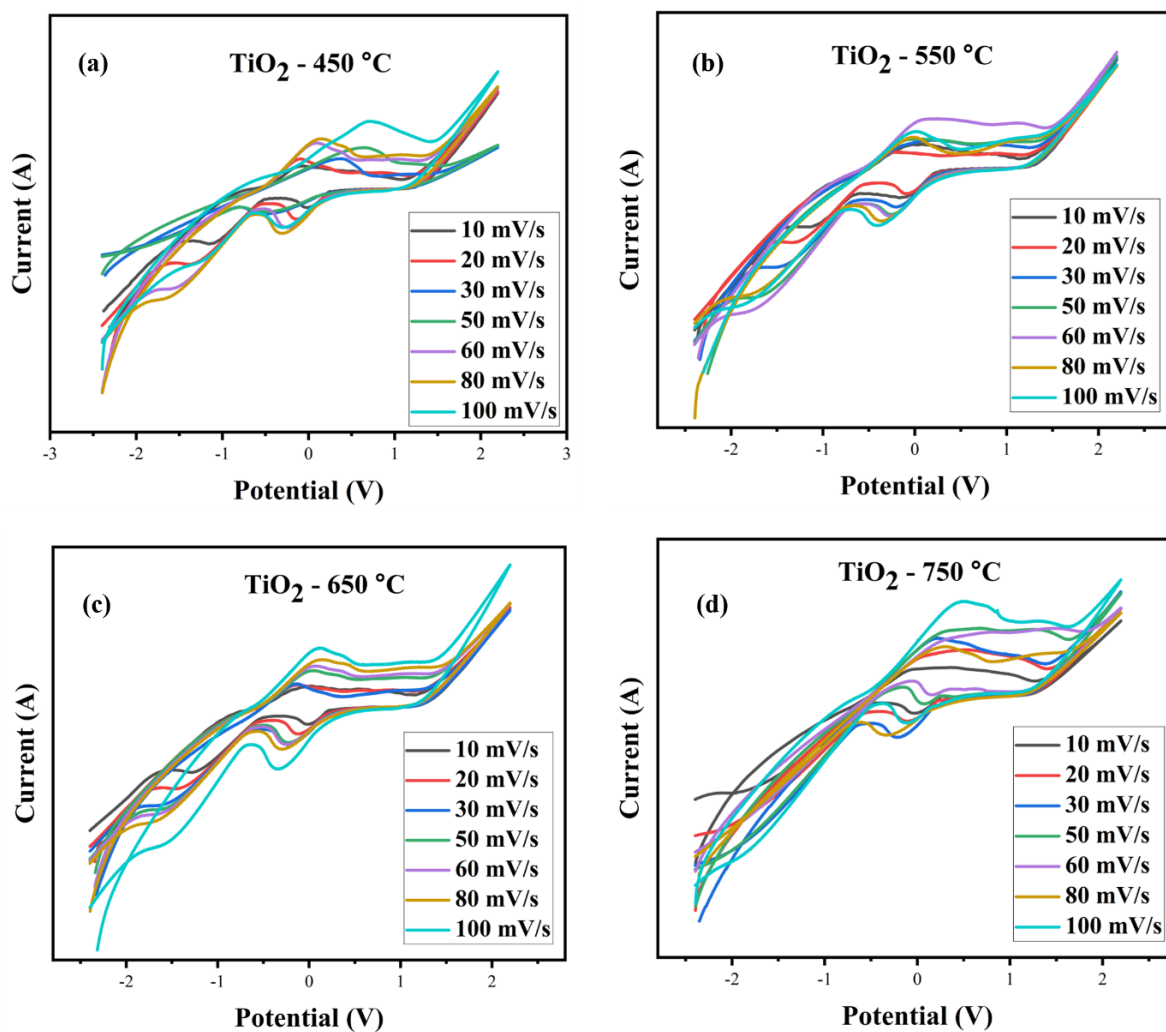 (a)
TiO2 - 450 °C
Current (A)
10 mV/s
20 mV/s
30 mV/s
50 mV/s
60 mV/s
80 mV/s
100 mV/s
-3 -2 -1 0 1 2 3
Potential (V)
(b)
TiO2 - 550 °C
Current (A)
10 mV/s
20 mV/s
30 mV/s
50 mV/s
60 mV/s
80 mV/s
100 mV/s
-2 -1 0 1 2
Potential (V)
TiO2 - 650 °C
(c)
Current (A)
10 mV/s
20 mV/s
30 mV/s
50 mV/s
60 mV/s
80 mV/s
100 mV/s
-2 -1 0 1 2
Potential (V)
TiO2 - 750 °C
(d)
Current (A)
10 mV/s
20 mV/s
30 mV/s
50 mV/s
60 mV/s
80 mV/s
100 mV/s
-2 -1 0 1 2
Potential (V)